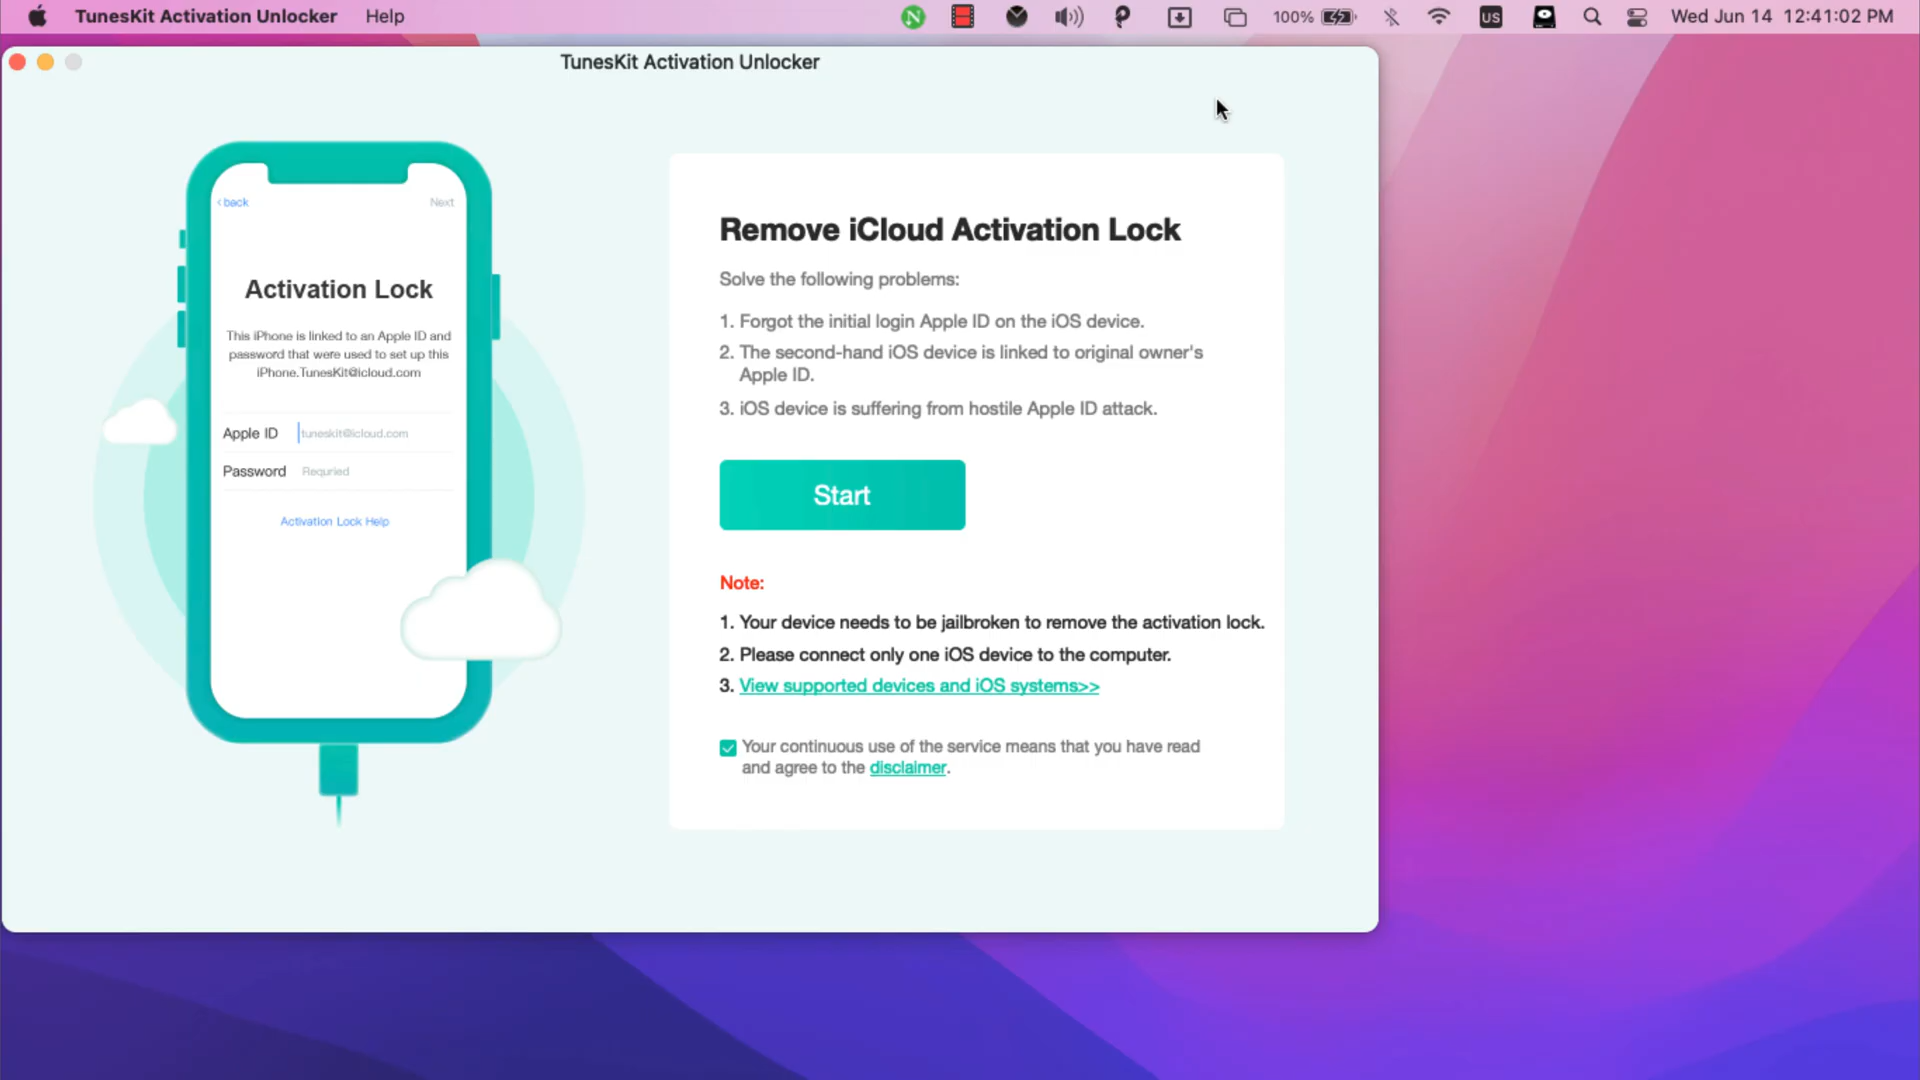 TunesKit Activation Unlocker Help 100% US Wed Jun 14 12:41:02 PM
TunesKit Activation Unlocker
‹ back Next
Activation Lock
This iPhone is linked to an Apple ID and
password that were used to set up this
iPhone.TunesKit@icloud.com
Apple ID tuneskit@icloud.com
Password Requried
Activation Lock Help
Remove iCloud Activation Lock
Solve the following problems:
1. Forgot the initial login Apple ID on the iOS device.
2. The second-hand iOS device is linked to original owner's
Apple ID.
3. iOS device is suffering from hostile Apple ID attack.
Start
Note:
1. Your device needs to be jailbroken to remove the activation lock.
2. Please connect only one iOS device to the computer.
3. View supported devices and iOS systems>>
Your continuous use of the service means that you have read
and agree to the disclaimer.